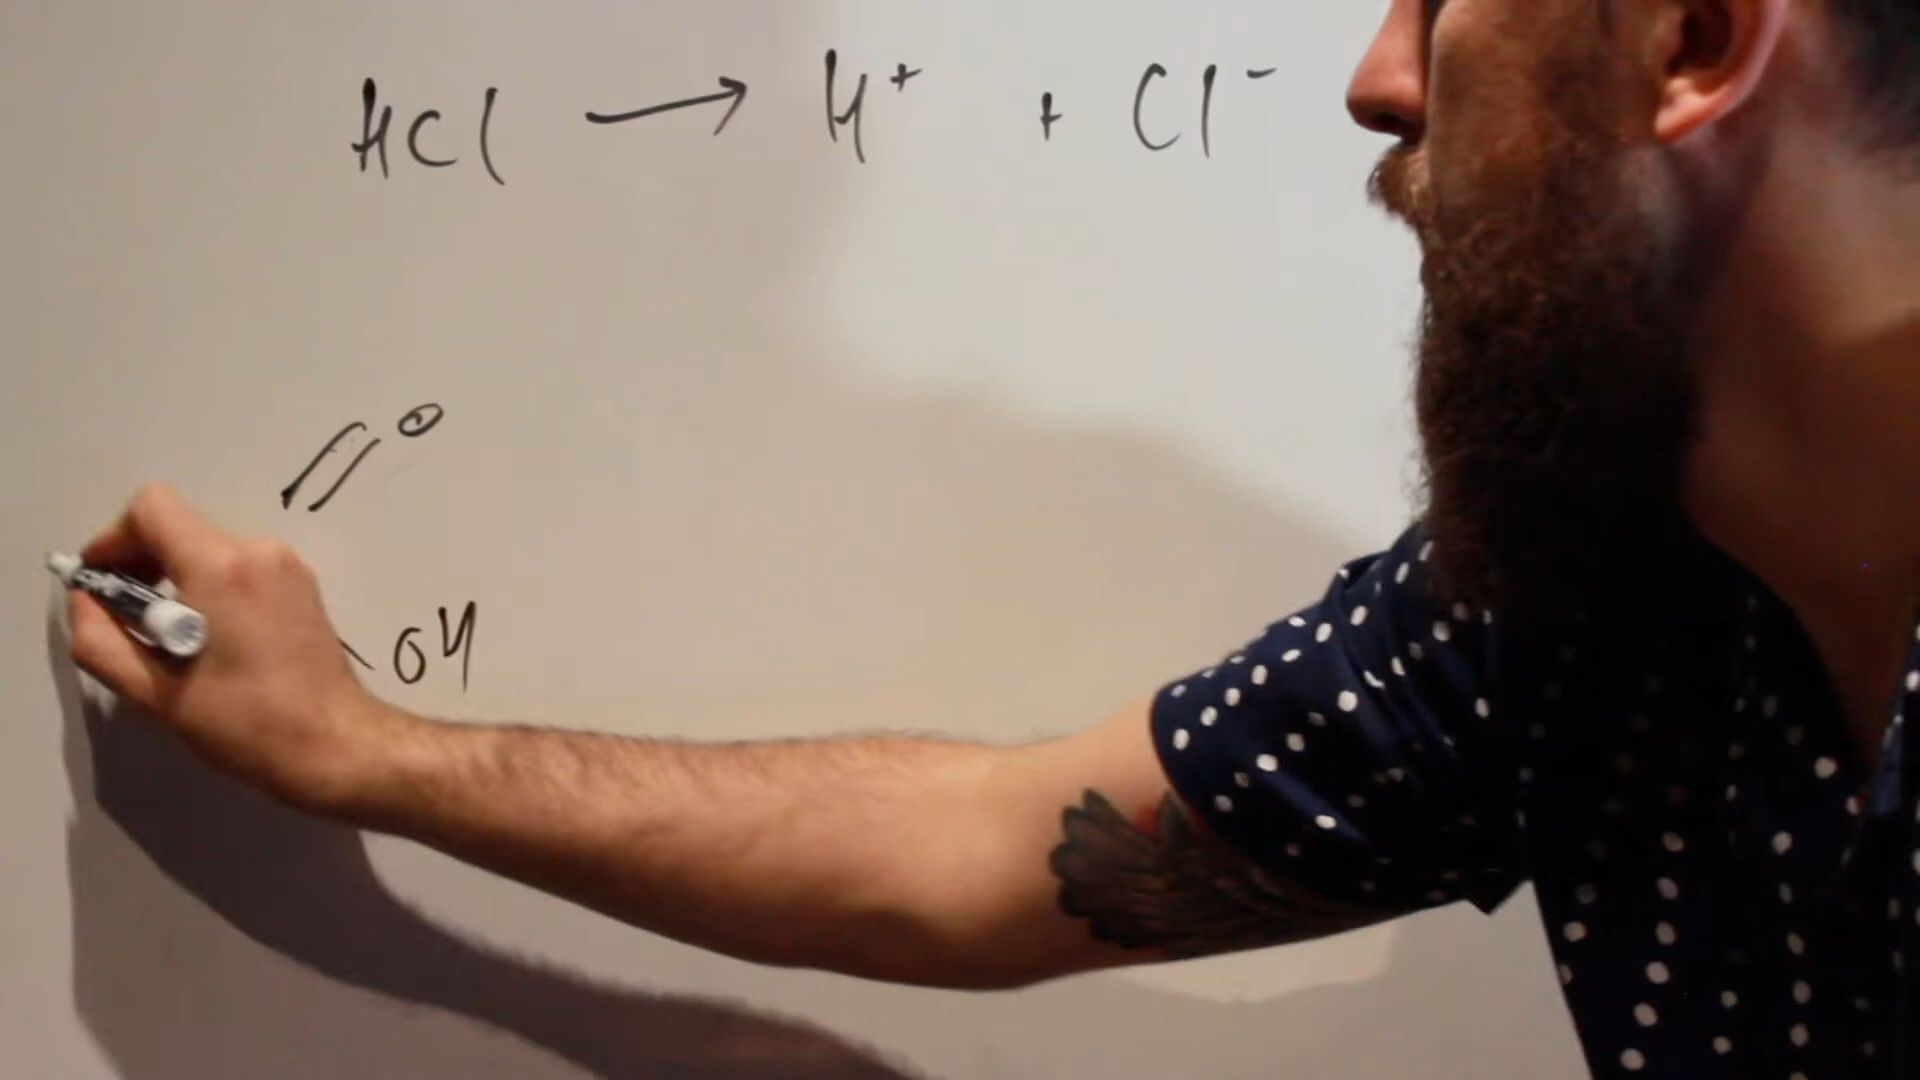 HCl → H⁺ + Cl⁻
O
OH